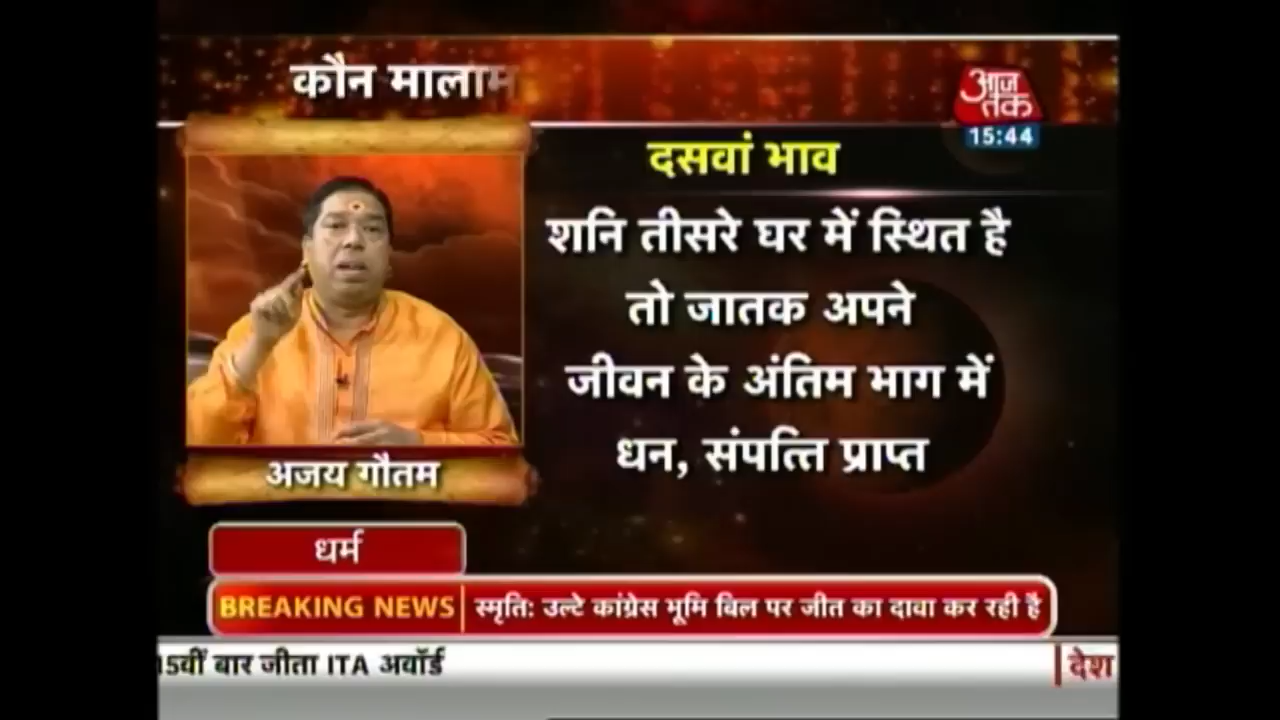 कौन मालाम
आज
तक
15:44
दसवां भाव
शनि तीसरे घर में स्थित है
तो जातक अपने
जीवन के अंतिम भाग में
धन, संपत्ति प्राप्त
अजय गौतम
धर्म
BREAKING NEWS स्मृति: उल्टे कांग्रेस भूमि बिल पर जीत का दावा कर रही है
15वीं बार जीता ITA अवॉर्ड देश